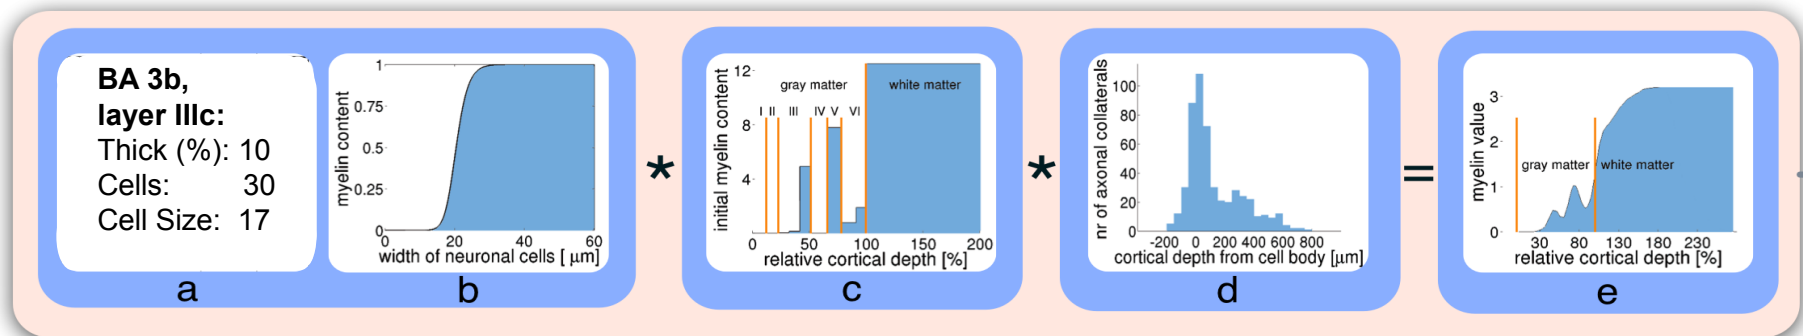 BA 3b,
layer IIIc:
Thick (%): 10
Cells: 30
Cell Size: 17
a
myelin content
1
0.75
0.5
0.25
0
0 20 40 60
width of neuronal cells [ μm]
b
*
initial myelin content
12
8
4
gray matter white matter
I II III IV V VI
0 50 100 150 200
relative cortical depth [%]
c
*
nr of axonal collaterals
100
80
60
40
20
0
-200 0 200 400 600 800
cortical depth from cell body [μm]
d
=
myelin value
3
2
1
0
gray matter white matter
30 80 130 180 230
relative cortical depth [%]
e